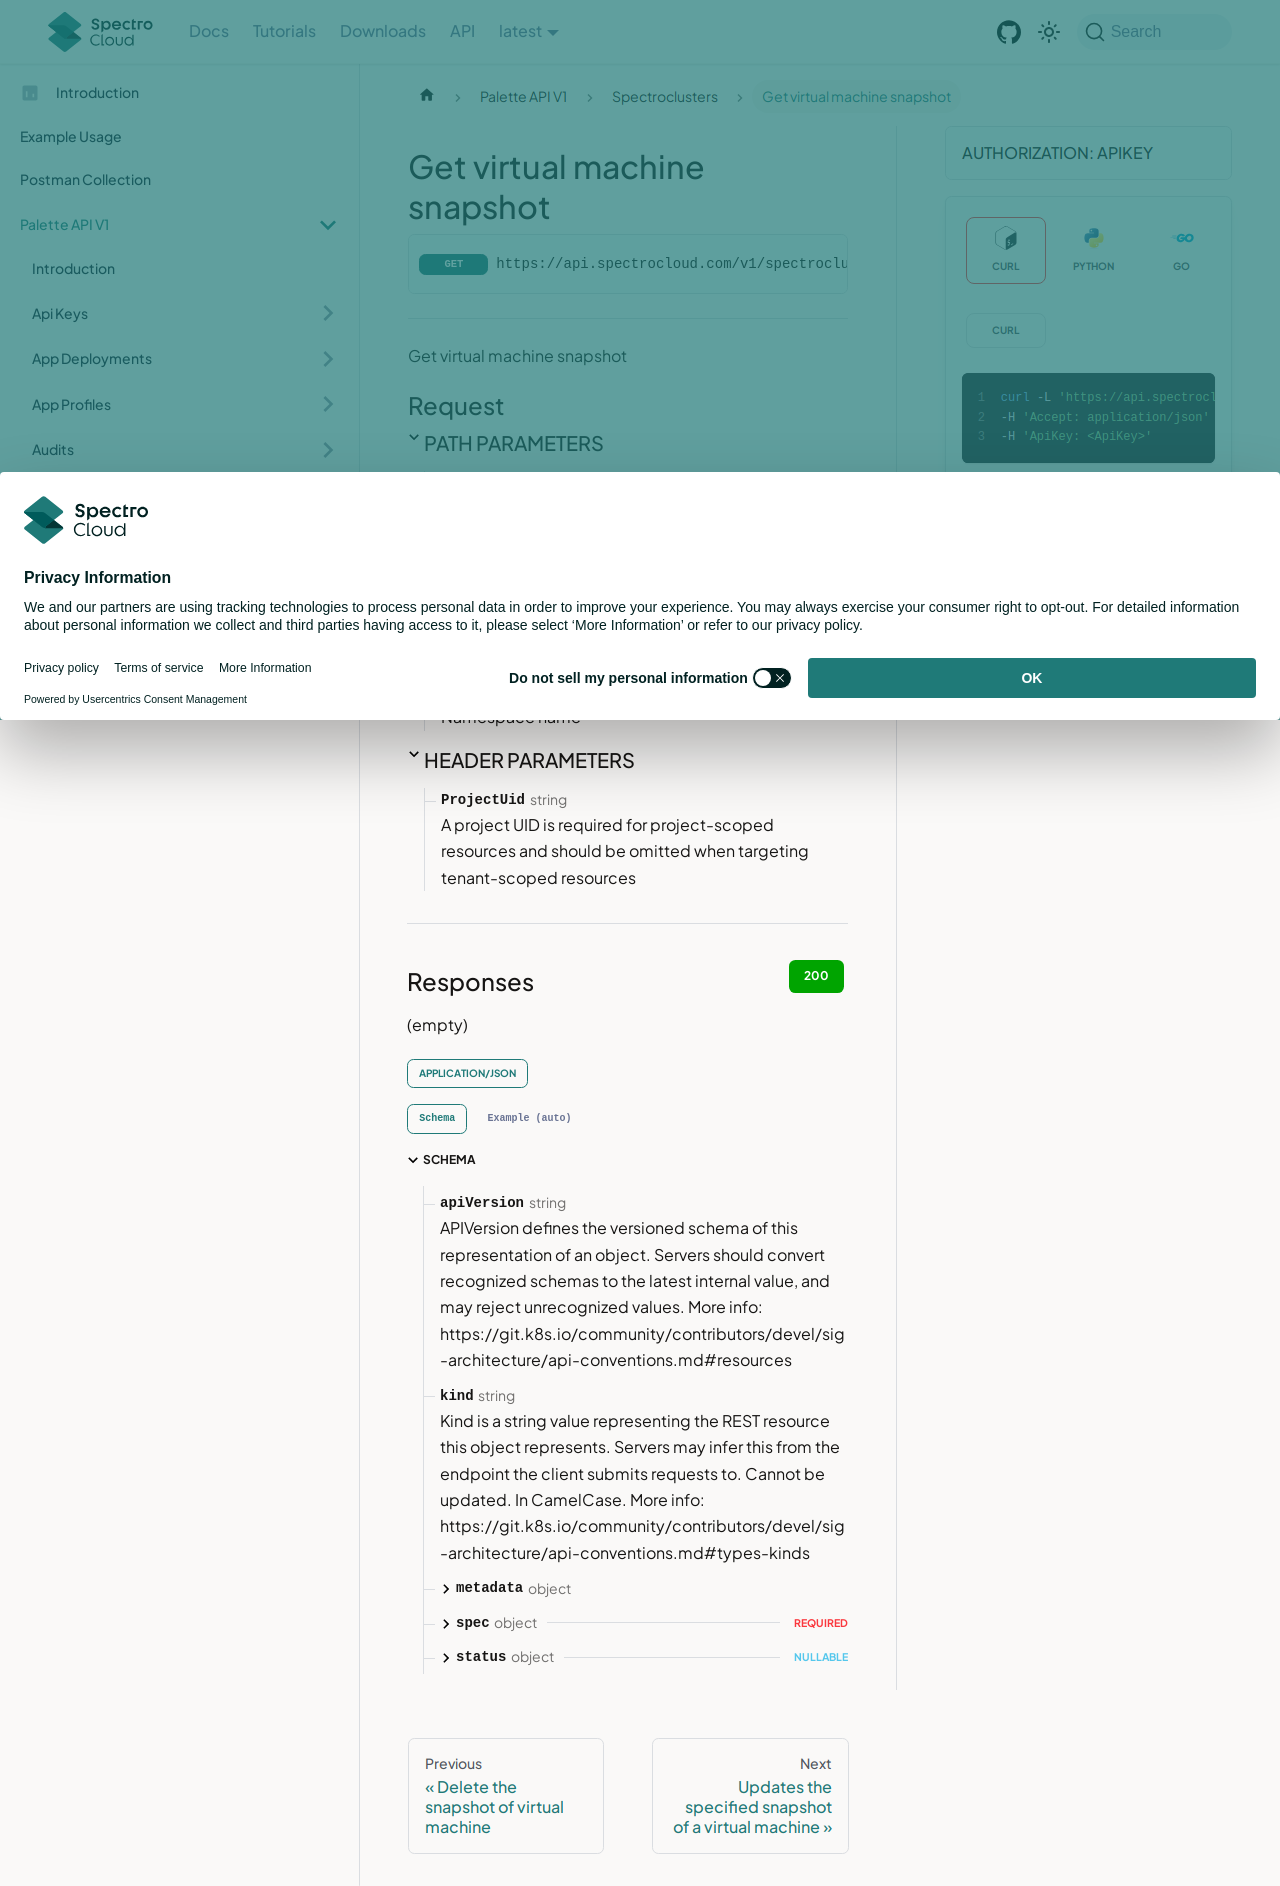 Spectro Cloud
Docs
Tutorials
Downloads
API
latest
Search
Introduction
Example Usage
Postman Collection
Palette API V1
Introduction
Api Keys
App Deployments
App Profiles
Audits
Palette API V1
Spectroclusters
Get virtual machine snapshot
Get virtual machine
snapshot
GET https://api.spectrocloud.com/v1/spectroclu
Get virtual machine snapshot
Request
PATH PARAMETERS
AUTHORIZATION: APIKEY
CURL
PYTHON
GO
CURL
1 curl -L 'https://api.spectrocl
2 -H 'Accept: application/json'
3 -H 'ApiKey: <ApiKey>'
Spectro
Cloud
Privacy Information
We and our partners are using tracking technologies to process personal data in order to improve your experience. You may always exercise your consumer right to opt-out. For detailed information
about personal information we collect and third parties having access to it, please select ‘More Information’ or refer to our privacy policy.
Privacy policy
Terms of service
More Information
Powered by Usercentrics Consent Management
Do not sell my personal information
OK
Namespace name
HEADER PARAMETERS
ProjectUid string
A project UID is required for project-scoped
resources and should be omitted when targeting
tenant-scoped resources
Responses
200
(empty)
APPLICATION/JSON
Schema
Example (auto)
SCHEMA
apiVersion string
APIVersion defines the versioned schema of this
representation of an object. Servers should convert
recognized schemas to the latest internal value, and
may reject unrecognized values. More info:
https://git.k8s.io/community/contributors/devel/sig
-architecture/api-conventions.md#resources
kind string
Kind is a string value representing the REST resource
this object represents. Servers may infer this from the
endpoint the client submits requests to. Cannot be
updated. In CamelCase. More info:
https://git.k8s.io/community/contributors/devel/sig
-architecture/api-conventions.md#types-kinds
metadata object
spec object REQUIRED
status object NULLABLE
Previous
« Delete the
snapshot of virtual
machine
Next
Updates the
specified snapshot
of a virtual machine »